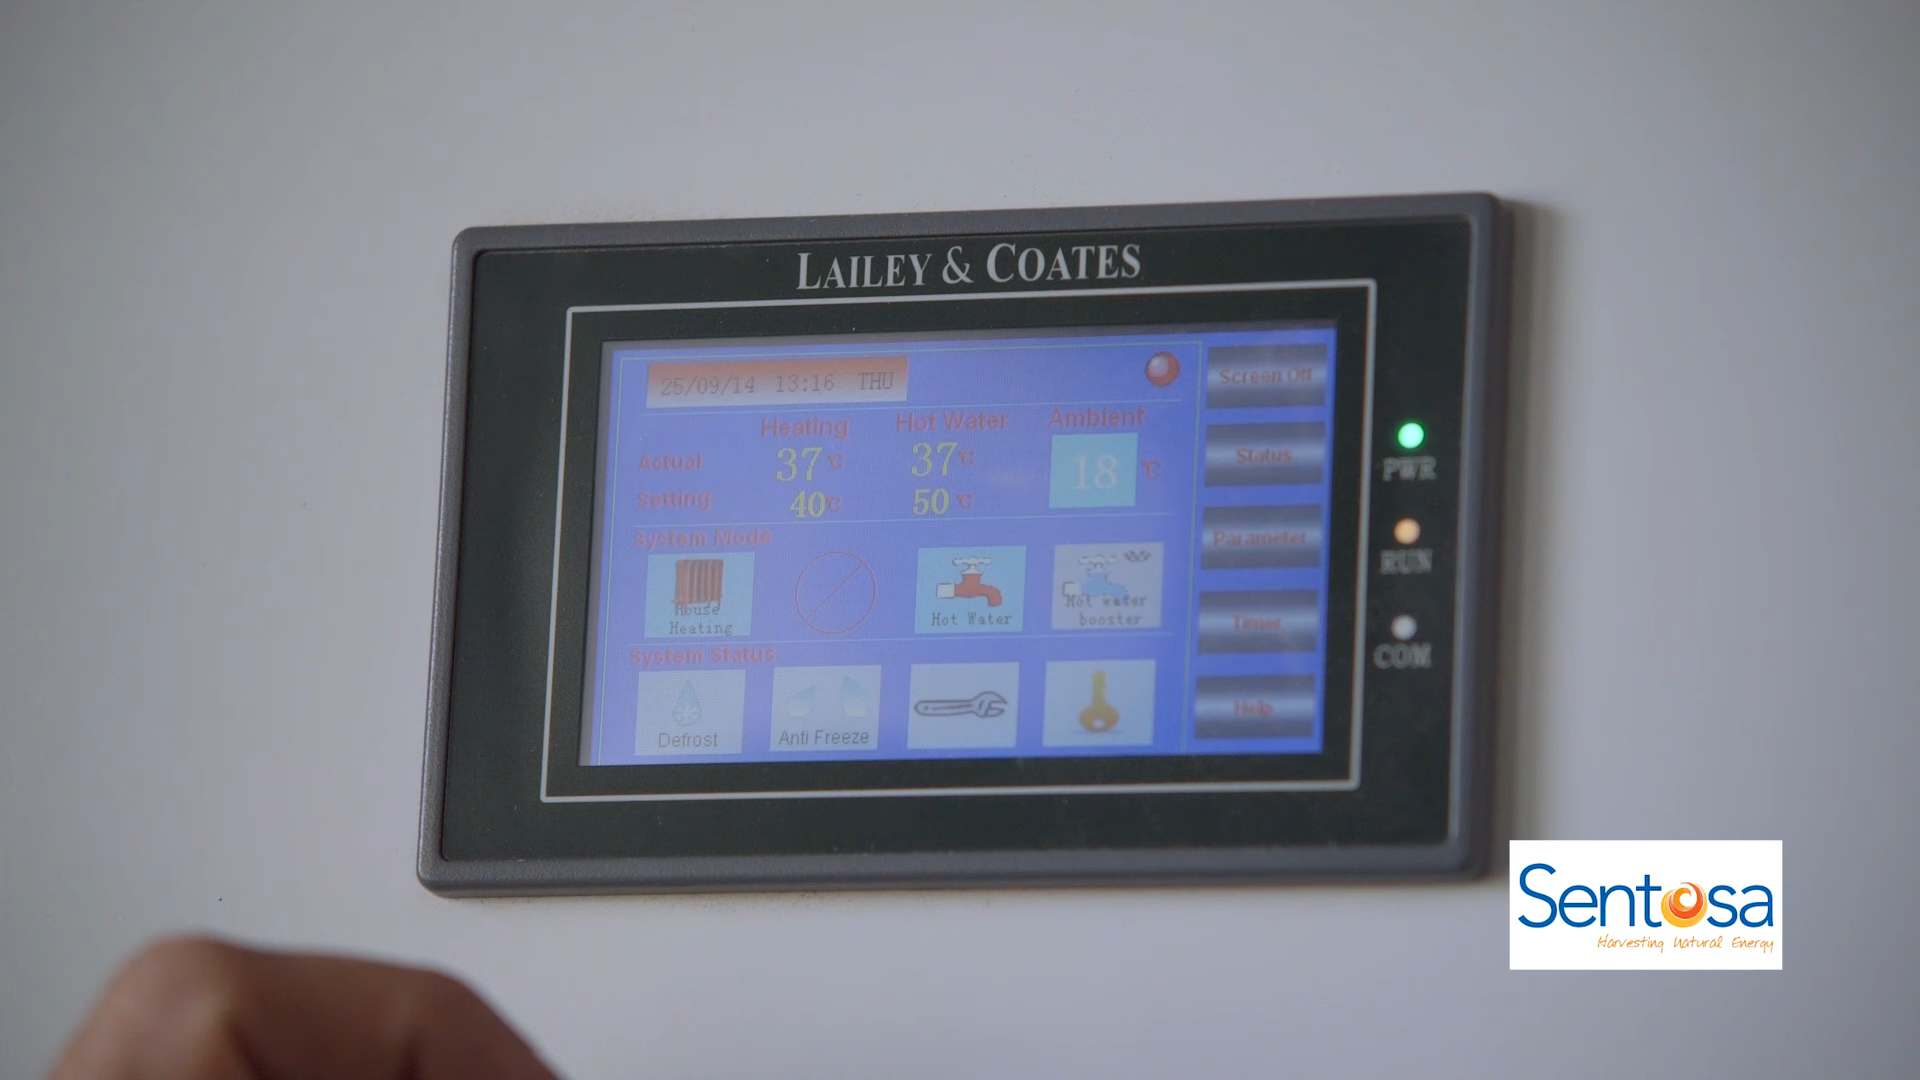 LAILEY & COATES
25/09/14 13:16 THU
Screen Off
Heating Hot Water Ambient
Actual 37°C 37°C 18 °C
Status
Setting 40°C 50°C
PWR
System Mode
Parameter
RUN
House Heating
Hot Water
Hot water booster
Timer
COM
System Status
Defrost
Anti Freeze
Help
Sentosa
Harvesting Natural Energy